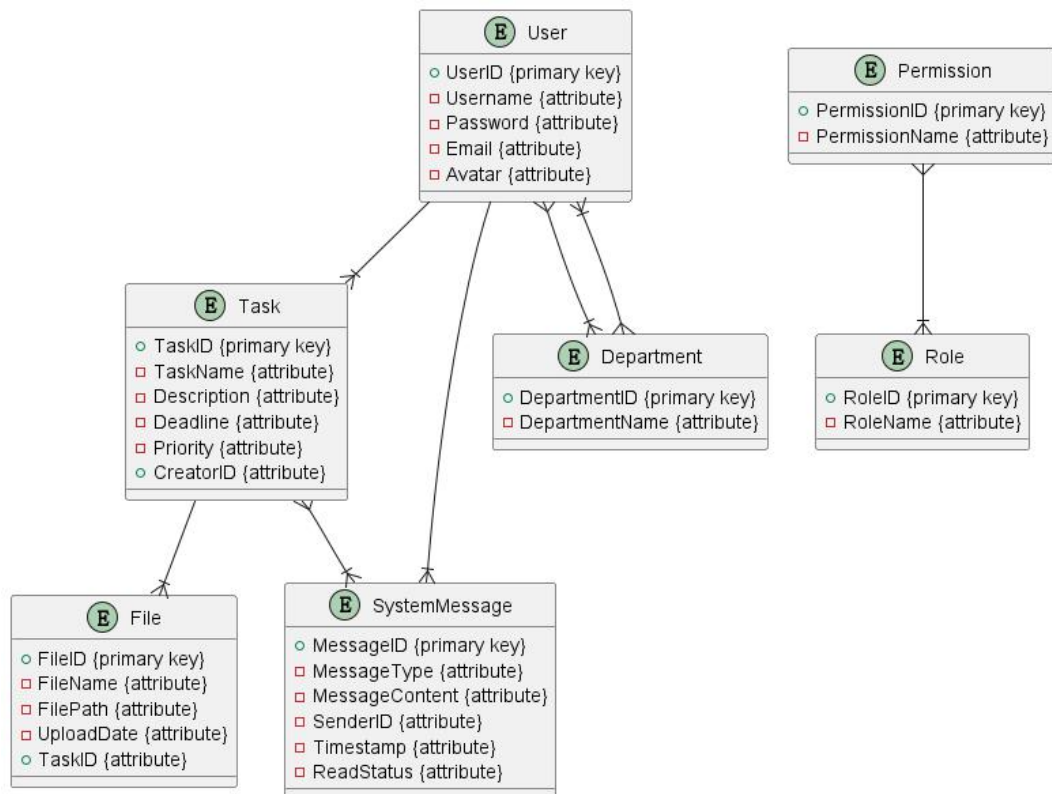 E User
UserID {primary key}
Username {attribute}
Password {attribute}
Email {attribute}
Avatar {attribute}
E Permission
PermissionID {primary key}
PermissionName {attribute}
E Task
TaskID {primary key}
TaskName {attribute}
Description {attribute}
Deadline {attribute}
Priority {attribute}
CreatorID {attribute}
E Department
DepartmentID {primary key}
DepartmentName {attribute}
E Role
RoleID {primary key}
RoleName {attribute}
E File
FileID {primary key}
FileName {attribute}
FilePath {attribute}
UploadDate {attribute}
TaskID {attribute}
E SystemMessage
MessageID {primary key}
MessageType {attribute}
MessageContent {attribute}
SenderID {attribute}
Timestamp {attribute}
ReadStatus {attribute}